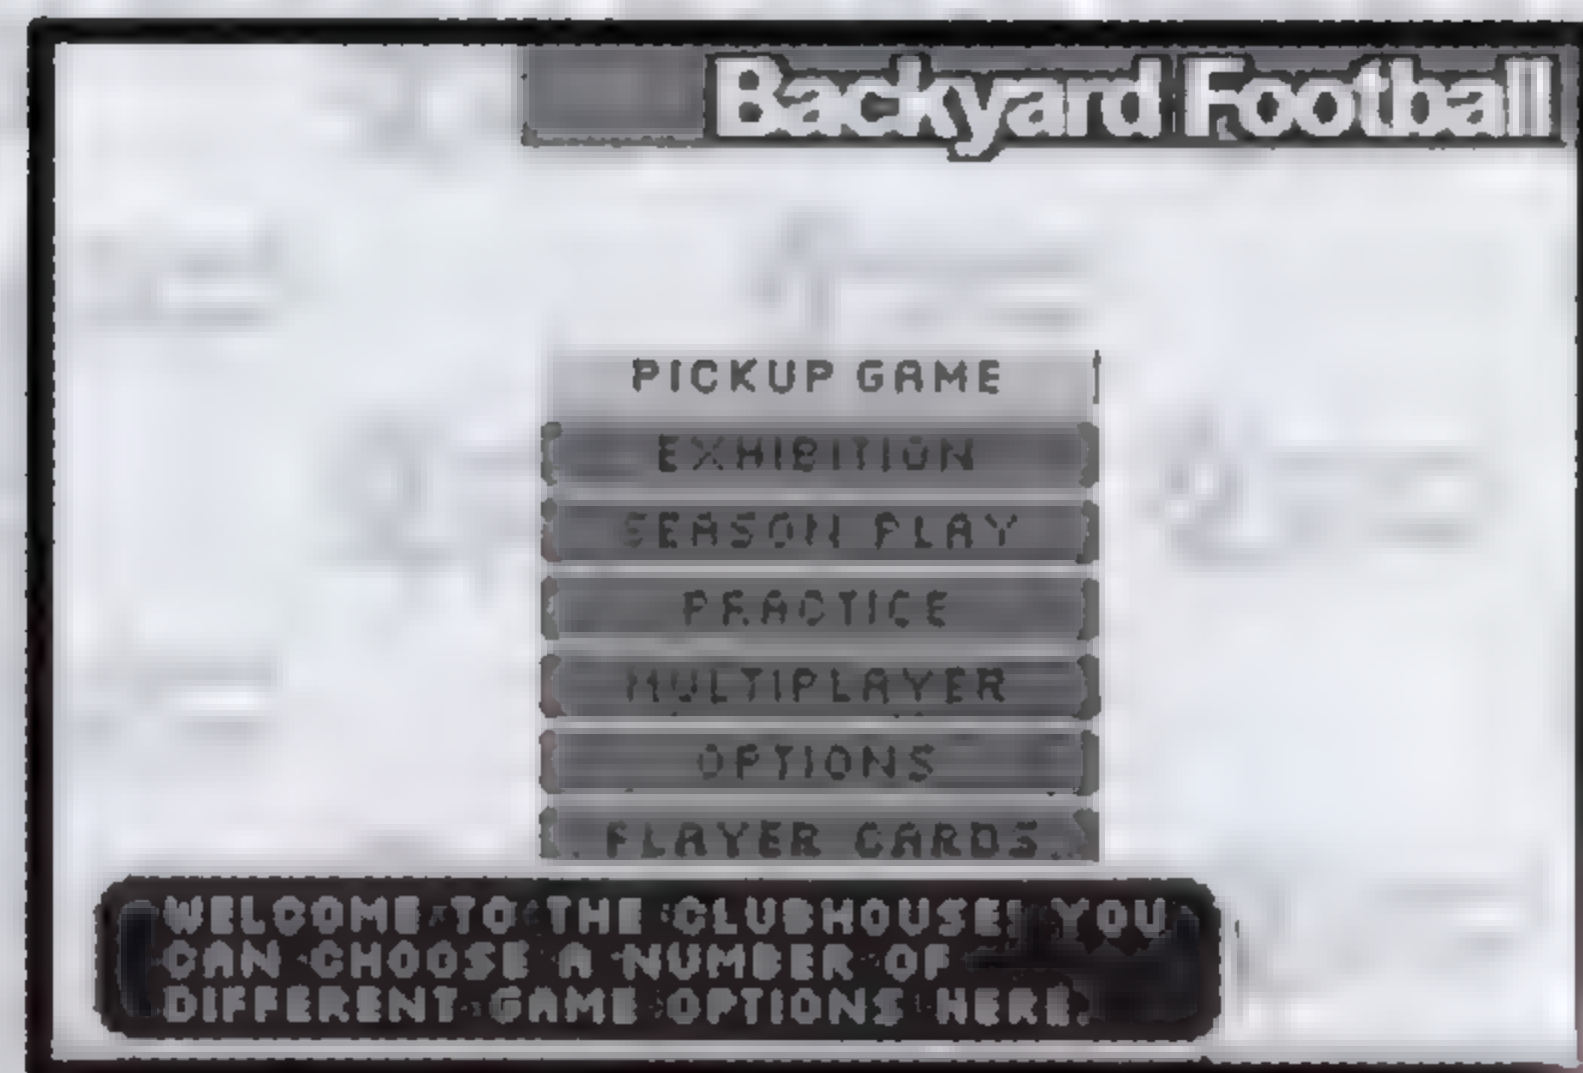 Backyard Football
PICKUP GAME
EXHIBITION
SEASON PLAY
PRACTICE
MULTIPLAYER
OPTIONS
PLAYER CARDS
WELCOME TO THE CLUBHOUSE! YOU
CAN CHOOSE A NUMBER OF
DIFFERENT GAME OPTIONS HERE.